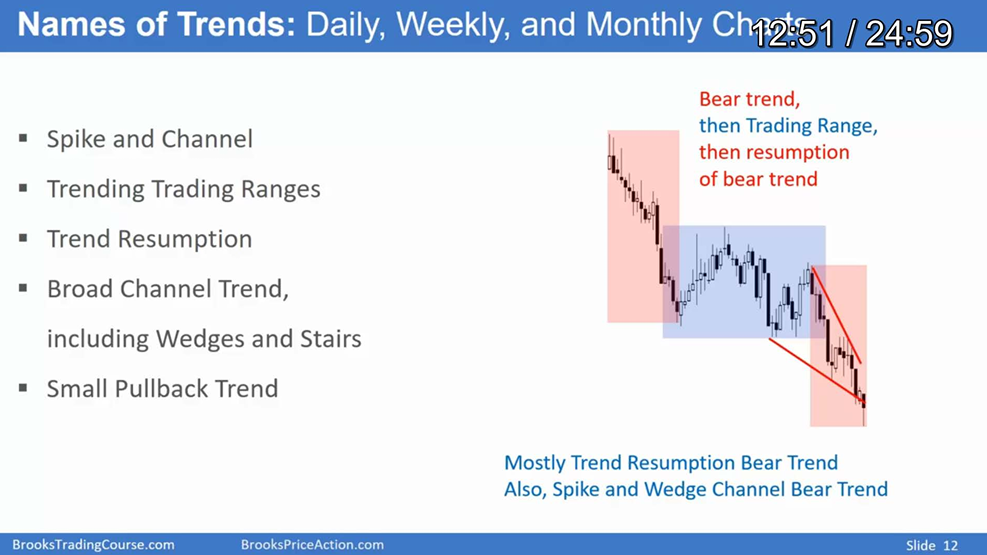 Names of Trends: Daily, Weekly, and Monthly Charts
12:51 / 24:59
▪ Spike and Channel
▪ Trending Trading Ranges
▪ Trend Resumption
▪ Broad Channel Trend,
including Wedges and Stairs
▪ Small Pullback Trend
Bear trend,
then Trading Range,
then resumption
of bear trend
Mostly Trend Resumption Bear Trend
Also, Spike and Wedge Channel Bear Trend
BrooksTradingCourse.com BrooksPriceAction.com Slide 12